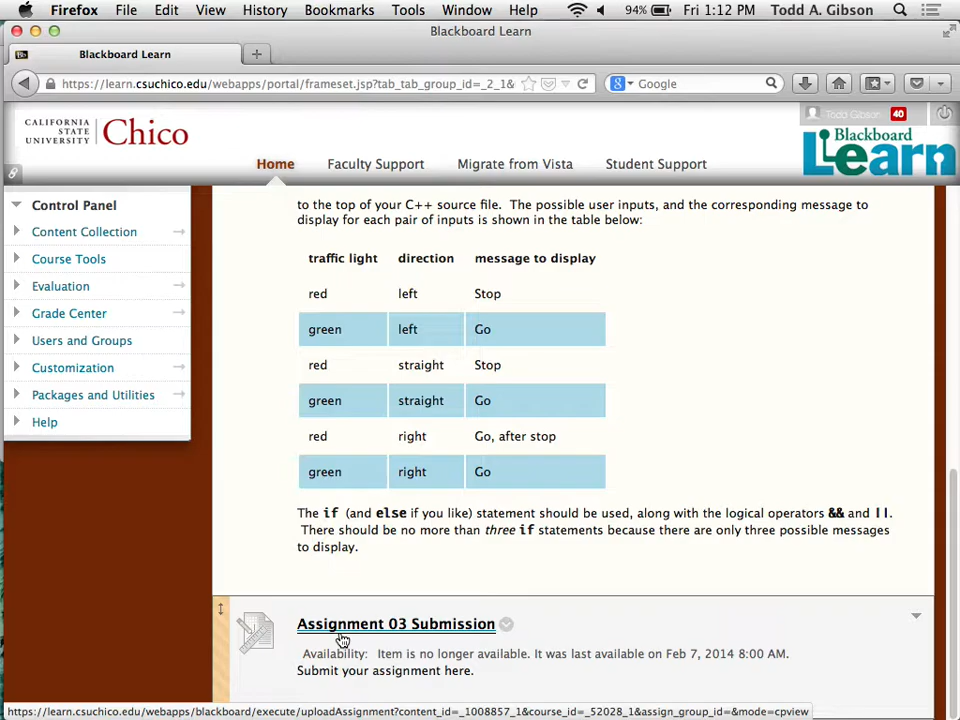 Firefox File Edit View History Bookmarks Tools Window Help 94% Fri 1:12 PM Todd A. Gibson
Blackboard Learn
Blackboard Learn
https://learn.csuchico.edu/webapps/portal/frameset.jsp?tab_tab_group_id=_2_1& Google
CALIFORNIA STATE UNIVERSITY Chico
Todd Gibson 40
Blackboard Learn
Home Faculty Support Migrate from Vista Student Support
Control Panel
Content Collection
Course Tools
Evaluation
Grade Center
Users and Groups
Customization
Packages and Utilities
Help
to the top of your C++ source file. The possible user inputs, and the corresponding message to
display for each pair of inputs is shown in the table below:
traffic light direction message to display
red left Stop
green left Go
red straight Stop
green straight Go
red right Go, after stop
green right Go
The if (and else if you like) statement should be used, along with the logical operators && and ||.
There should be no more than three if statements because there are only three possible messages
to display.
Assignment 03 Submission
Availability: Item is no longer available. It was last available on Feb 7, 2014 8:00 AM.
Submit your assignment here.
https://learn.csuchico.edu/webapps/blackboard/execute/uploadAssignment?content_id=_1008857_1&course_id=_52028_1&assign_group_id=&mode=cpview